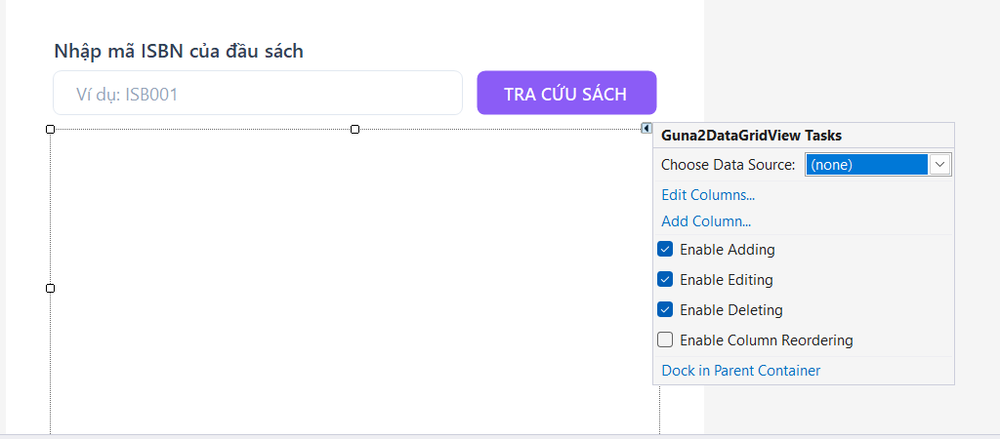 Nhập mã ISBN của đầu sách
Ví dụ: ISB001
TRA CỨU SÁCH
Guna2DataGridView Tasks
Choose Data Source: (none)
Edit Columns...
Add Column...
Enable Adding
Enable Editing
Enable Deleting
Enable Column Reordering
Dock in Parent Container